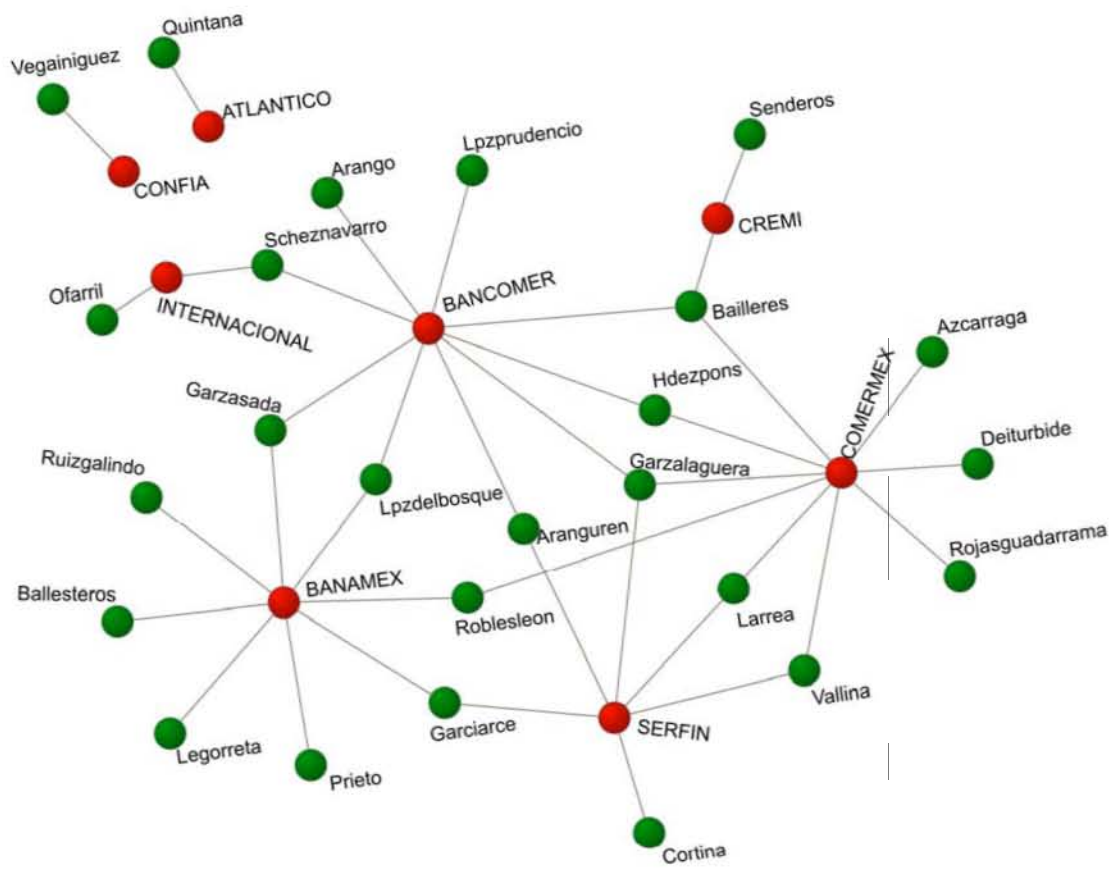 Quintana
Vegainiguez
ATLANTICO
Senderos
Lpzprudencio
Arango
CONFIA
CREMI
Scheznavarro
Ofarril
INTERNACIONAL
BANCOMER
Bailleres
Azcarraga
Hdezpons
Garzasada
COMERMEX
Deiturbide
Ruizgalindo
Garzalaguera
Lpzdelbosque
Aranguren
Rojasguadarrama
BANAMEX
Ballesteros
Roblesleon
Larrea
Vallina
Garciarce
SERFIN
Legorreta
Prieto
Cortina